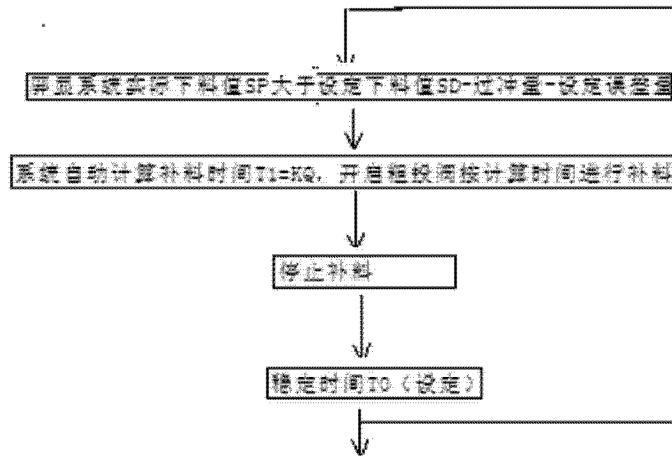 屏显系统实际下料值SP大于设定下料值SD-过冲量-设定误差量
系统自动计算补料时间T1=KQ，开启粗投阀按计算时间进行补料
停止补料
稳定时间T0（设定）